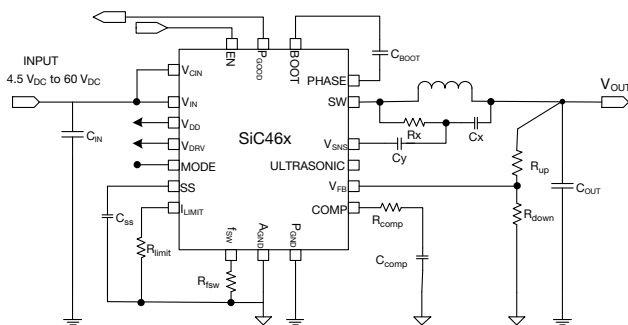 INPUT
4.5 VDC to 60 VDC
CIN
EN
PGOOD
BOOT
PHASE
CBOOT
VCIN
VIN
VDD
VDRV
MODE
SS
ILIMIT
SiC46x
SW
VSNS
ULTRASONIC
VFB
COMP
fSW
AGND
PGND
Rx
Cx
Cy
VOUT
Rup
Rdown
COUT
Rcomp
Ccomp
Css
Rlimit
Rfsw